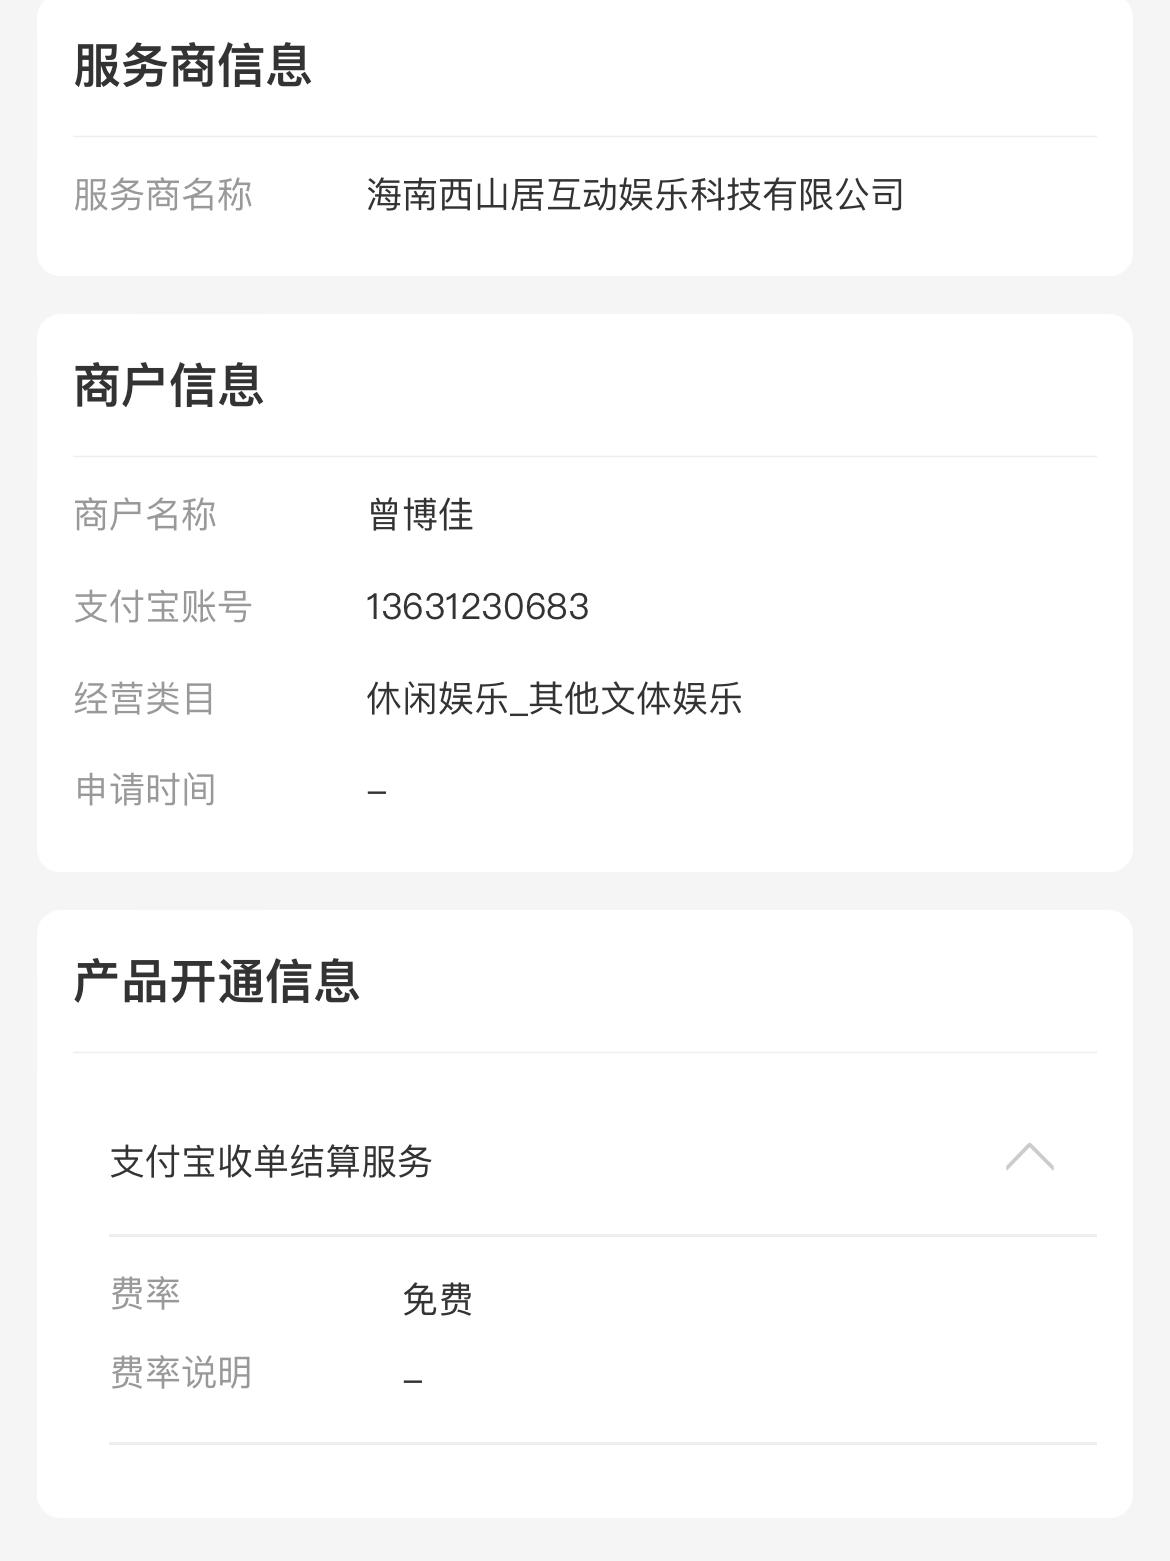 服务商信息
服务商名称 海南西山居互动娱乐科技有限公司
商户信息
商户名称 曾博佳
支付宝账号 13631230683
经营类目 休闲娱乐_其他文体娱乐
申请时间 –
产品开通信息
支付宝收单结算服务
费率 免费
费率说明 –